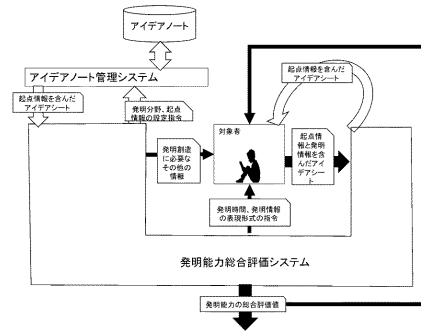 アイデアノート
アイデアノート管理システム
起点情報を含んだ
アイデアシート
起点情報を含んだ
アイデアシート
発明分野、起点
情報の設定指令
対象者
発明創造
に必要な
その他の
情報
起点情
報と発明
情報を含
んだアイ
デアシー
ト
発明時間、発明情報
の表現形式の指令
発明能力総合評価システム
発明能力の総合評価値